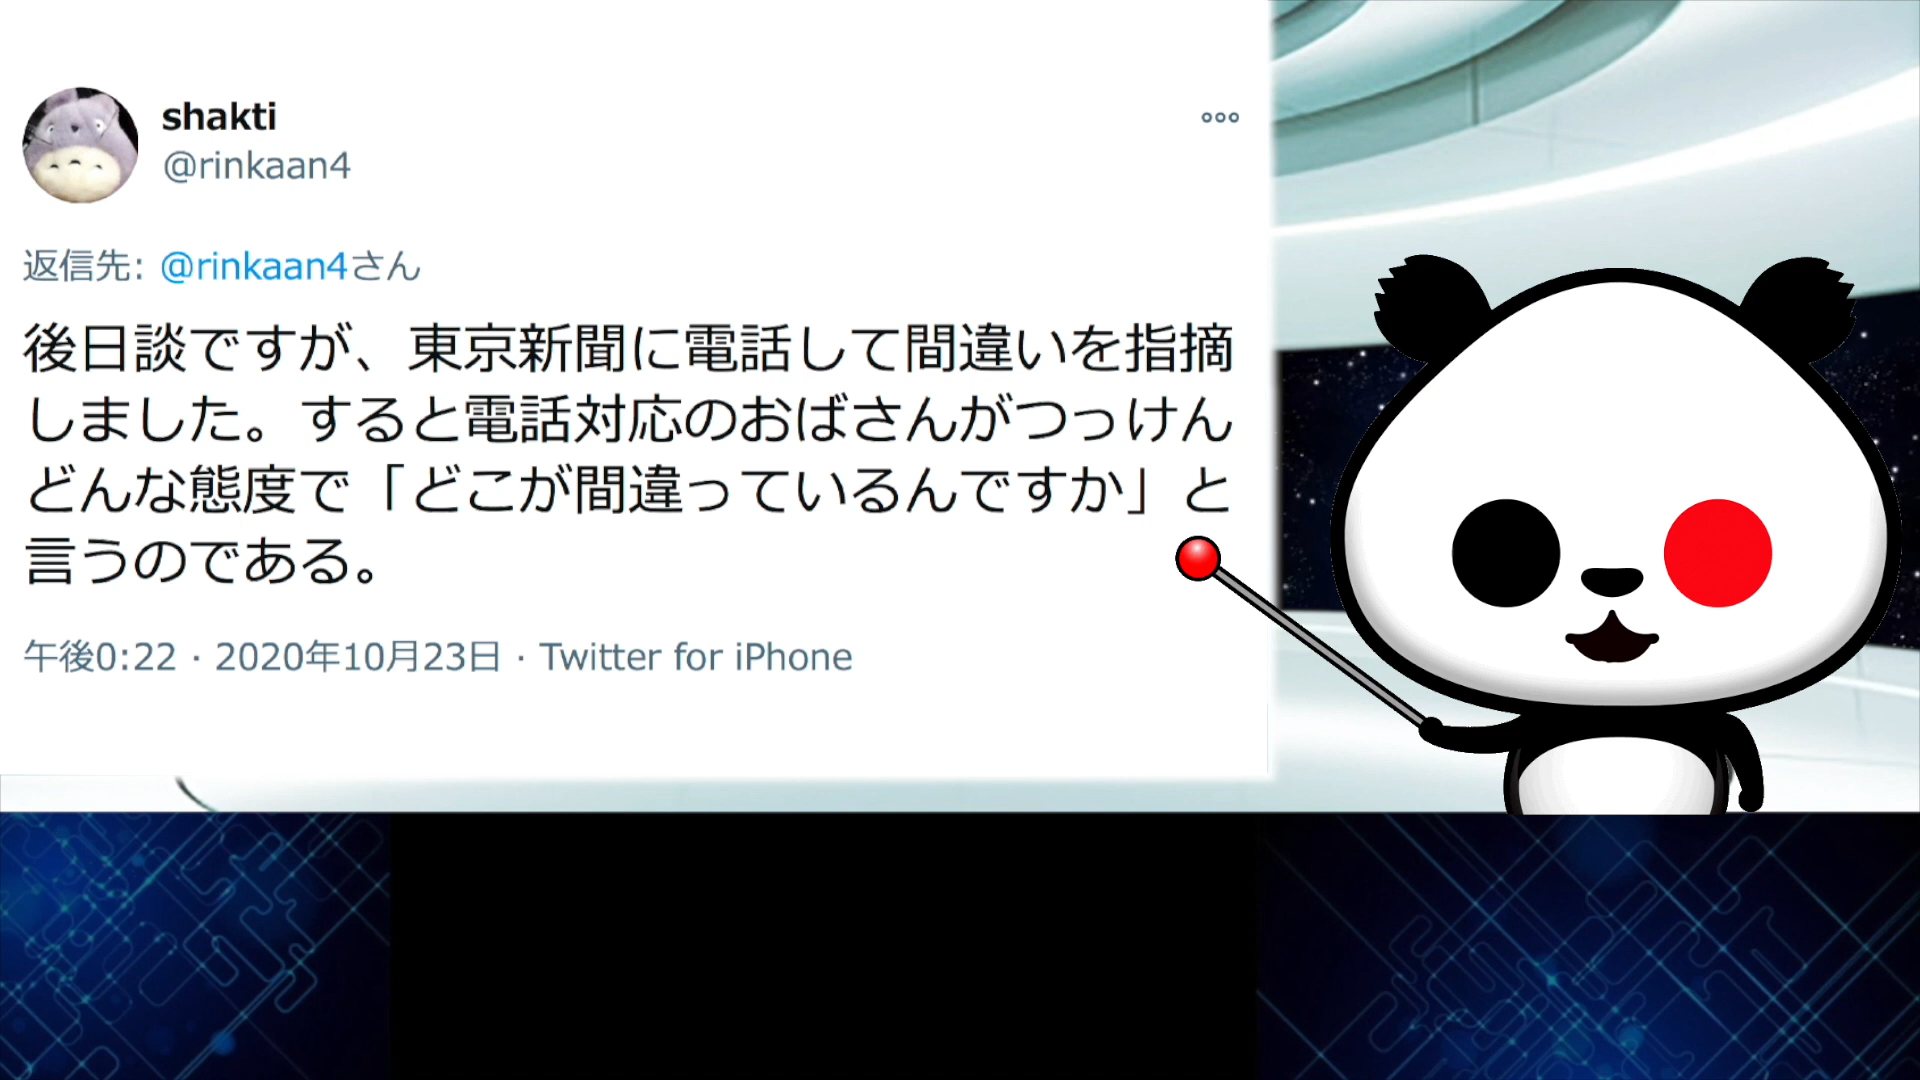 shakti
@rinkaan4
返信先: @rinkaan4さん
後日談ですが、東京新聞に電話して間違いを指摘
しました。すると電話対応のおばさんがつっけん
どんな態度で「どこが間違っているんですか」と
言うのである。
午後0:22 · 2020年10月23日 · Twitter for iPhone